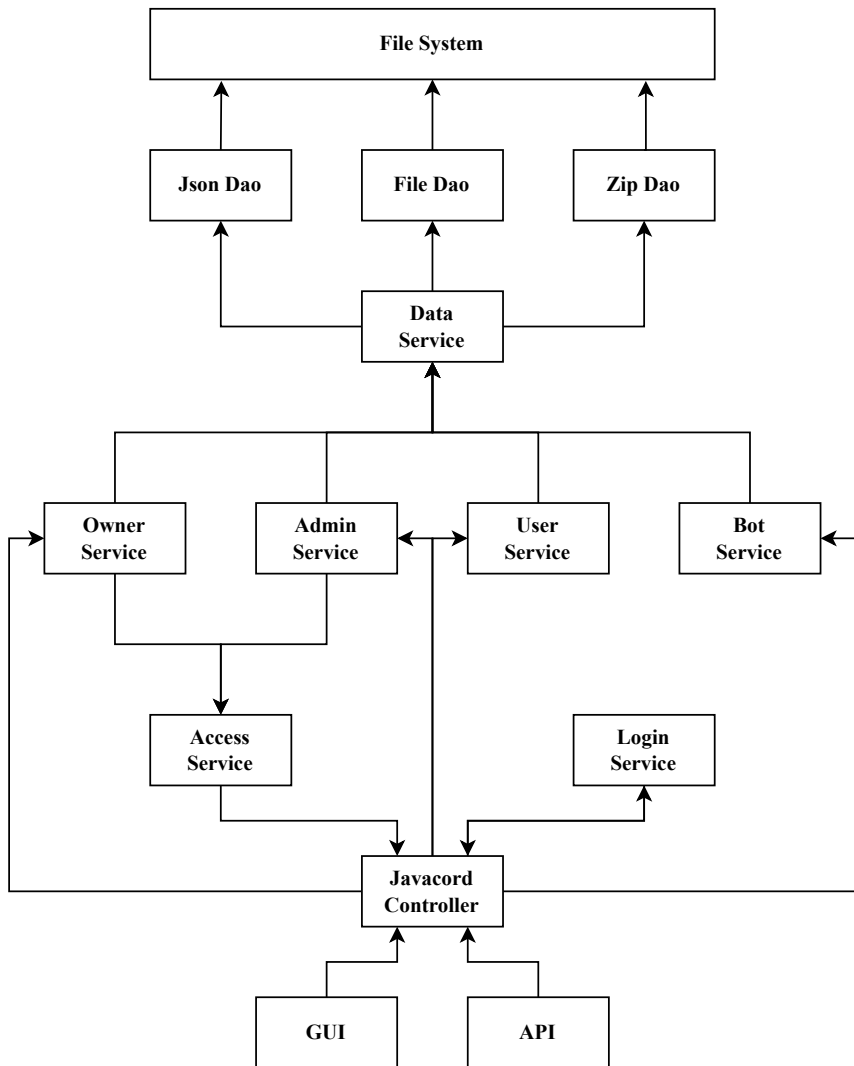 File System
Json Dao
File Dao
Zip Dao
Data
Service
Owner
Service
Admin
Service
User
Service
Bot
Service
Access
Service
Login
Service
Javacord
Controller
GUI
API